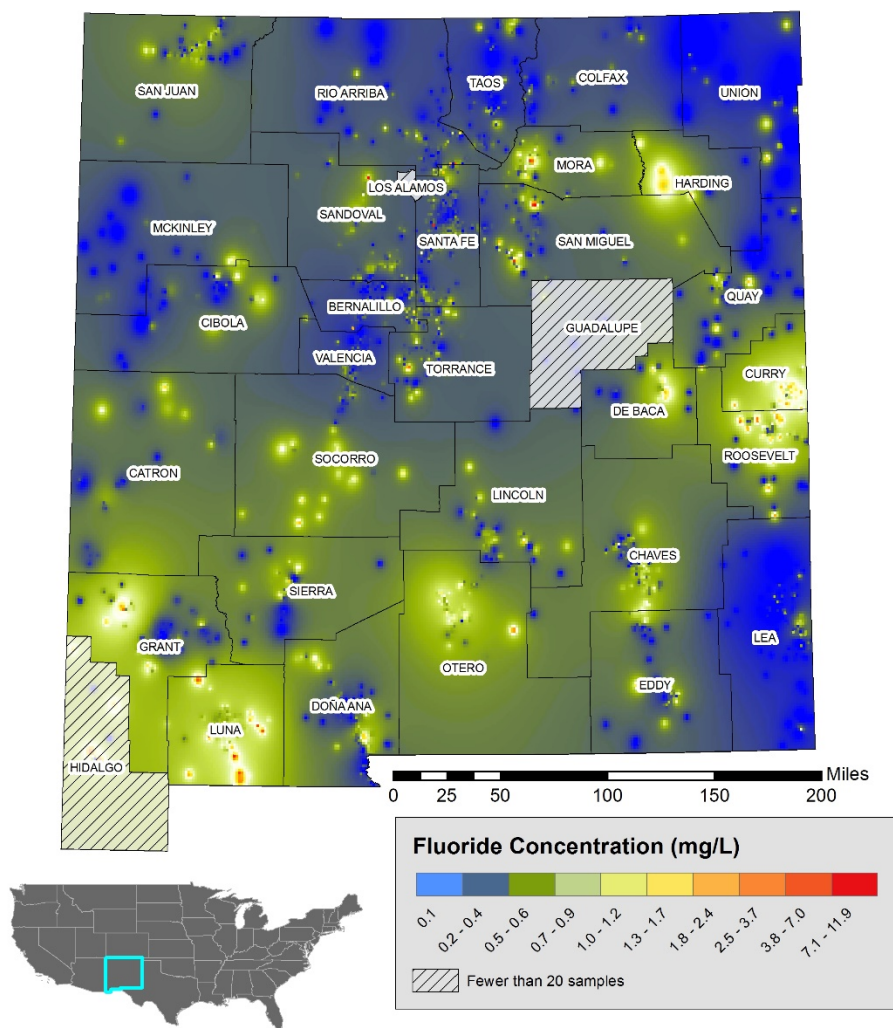 SAN JUAN
RIO ARRIBA
TAOS
COLFAX
UNION
MORA
HARDING
LOS ALAMOS
SANDOVAL
MCKINLEY
SANTA FE
SAN MIGUEL
QUAY
BERNALILLO
CIBOLA
GUADALUPE
VALENCIA
TORRANCE
CURRY
DE BACA
ROOSEVELT
SOCORRO
CATRON
LINCOLN
CHAVES
SIERRA
GRANT
LEA
OTERO
EDDY
DOÑA ANA
LUNA
HIDALGO
Miles
0 50 100 150 200
Fluoride Concentration (mg/L)
0.1
0.2 - 0.4
0.5 - 0.6
0.7 - 0.9
1.0 - 1.2
1.3 - 1.7
1.8 - 2.4
2.5 - 3.7
3.8 - 7.0
7.1 - 11.9
Fewer than 20 samples